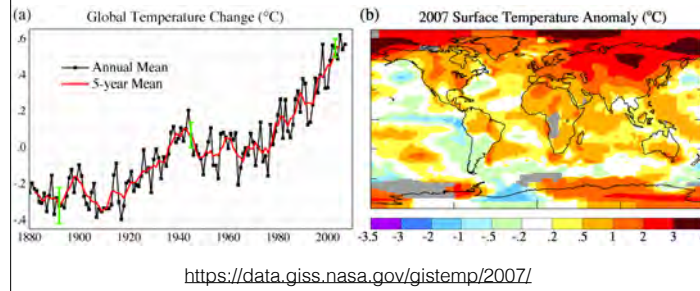 (a) Global Temperature Change (°C)
.6
.4
.2
.0
.2
.4
Annual Mean
5-year Mean
1880 1900 1920 1940 1960 1980 2000
(b) 2007 Surface Temperature Anomaly (°C)
-3.5 -3 -2 -1 -.5 -.2 .2 .5 1 2 3
https://data.giss.nasa.gov/gistemp/2007/